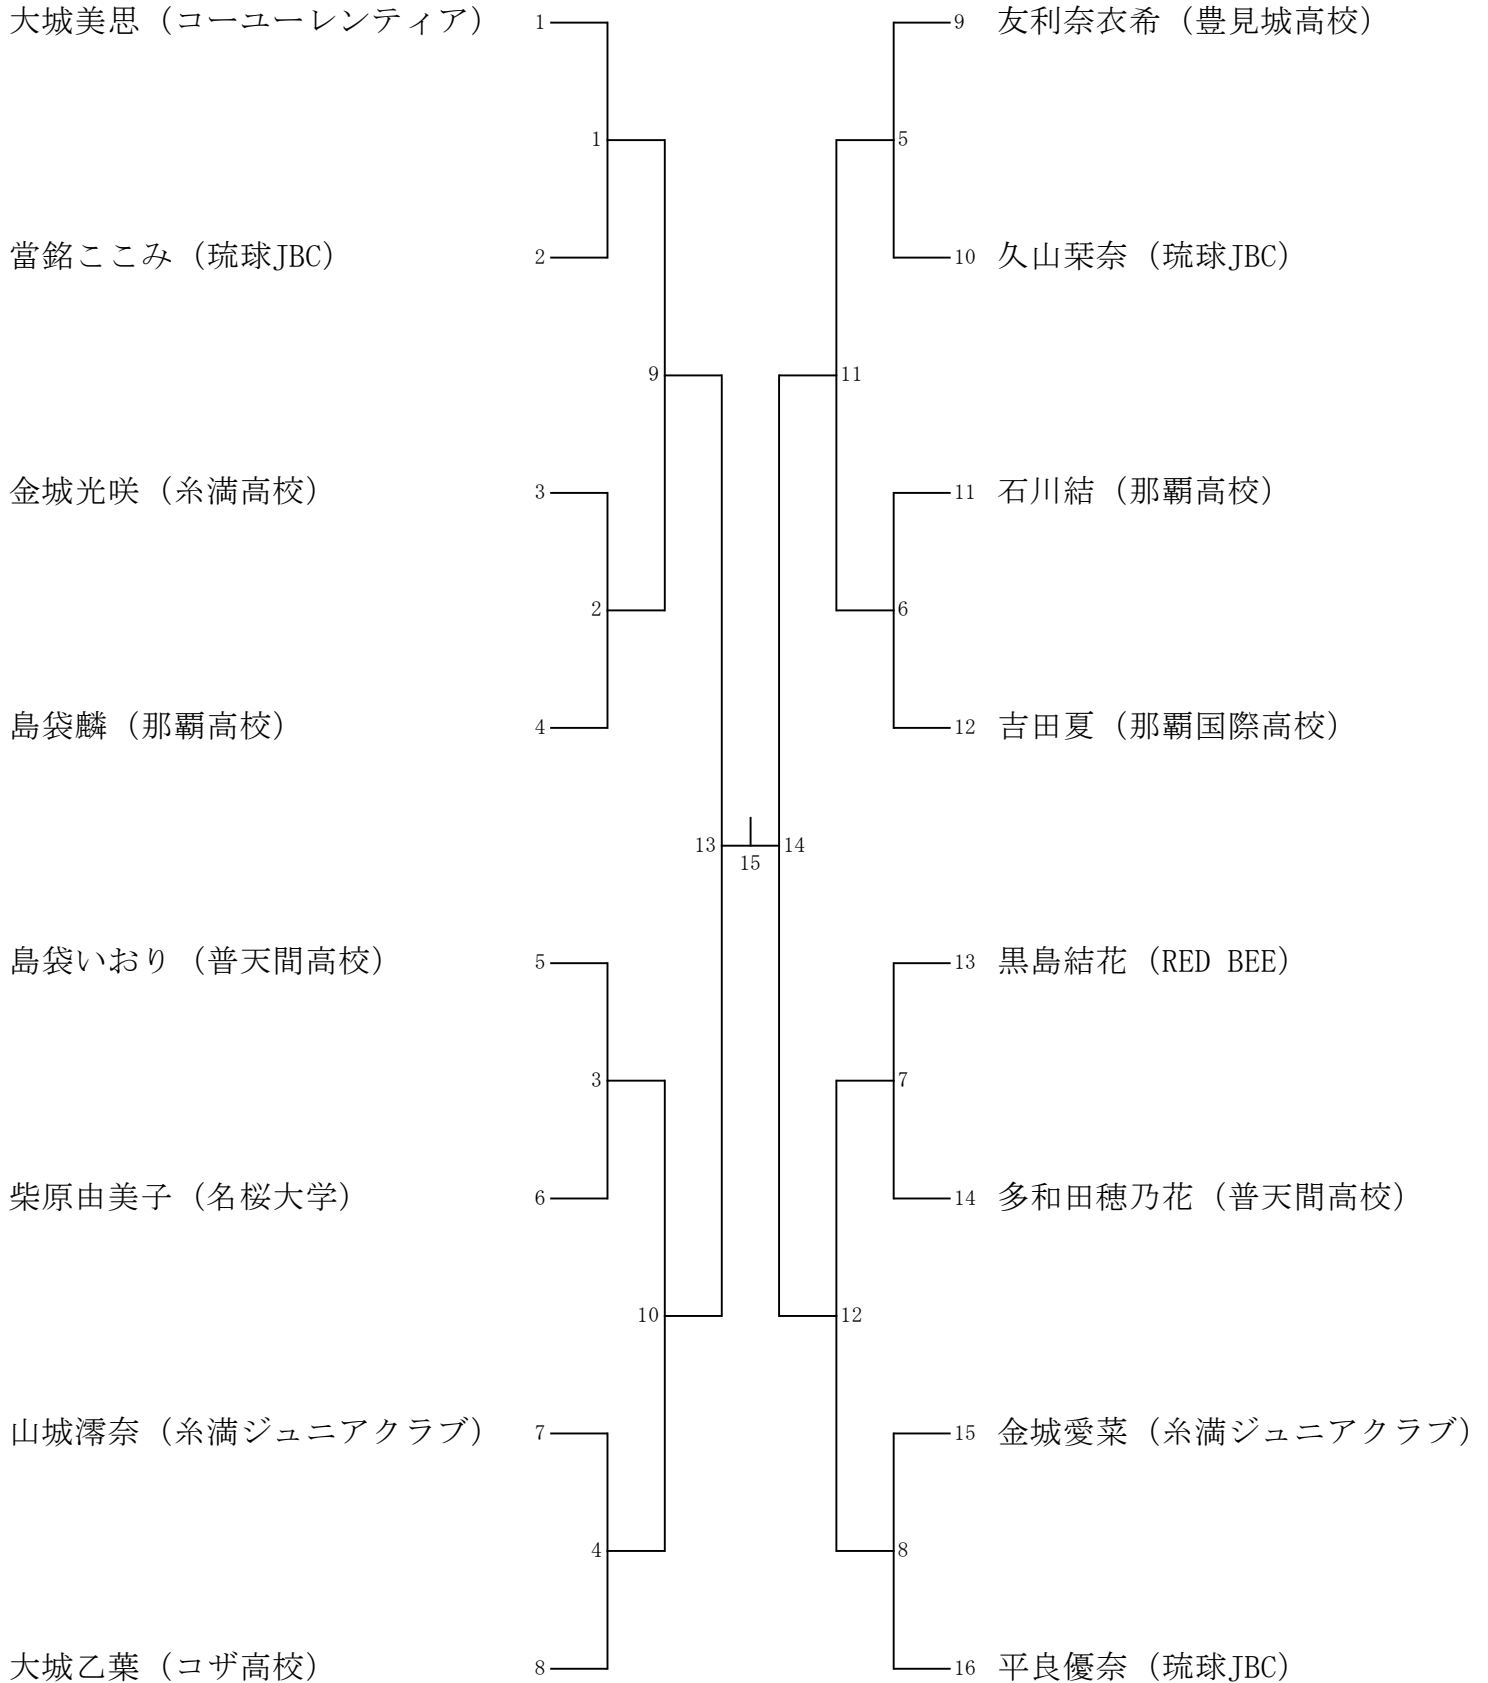 大城美思（コーユーレンティア） 1
1
當銘ここみ（琉球JBC） 2
9
金城光咲（糸満高校） 3
2
島袋麟（那覇高校） 4
13
島袋いおり（普天間高校） 5
3
柴原由美子（名桜大学） 6
10
山城澪奈（糸満ジュニアクラブ） 7
4
大城乙葉（コザ高校） 8
15
9 友利奈衣希（豊見城高校）
5
10 久山栞奈（琉球JBC）
11
11 石川結（那覇高校）
6
12 吉田夏（那覇国際高校）
14
13 黒島結花（RED BEE）
7
14 多和田穂乃花（普天間高校）
12
15 金城愛菜（糸満ジュニアクラブ）
8
16 平良優奈（琉球JBC）